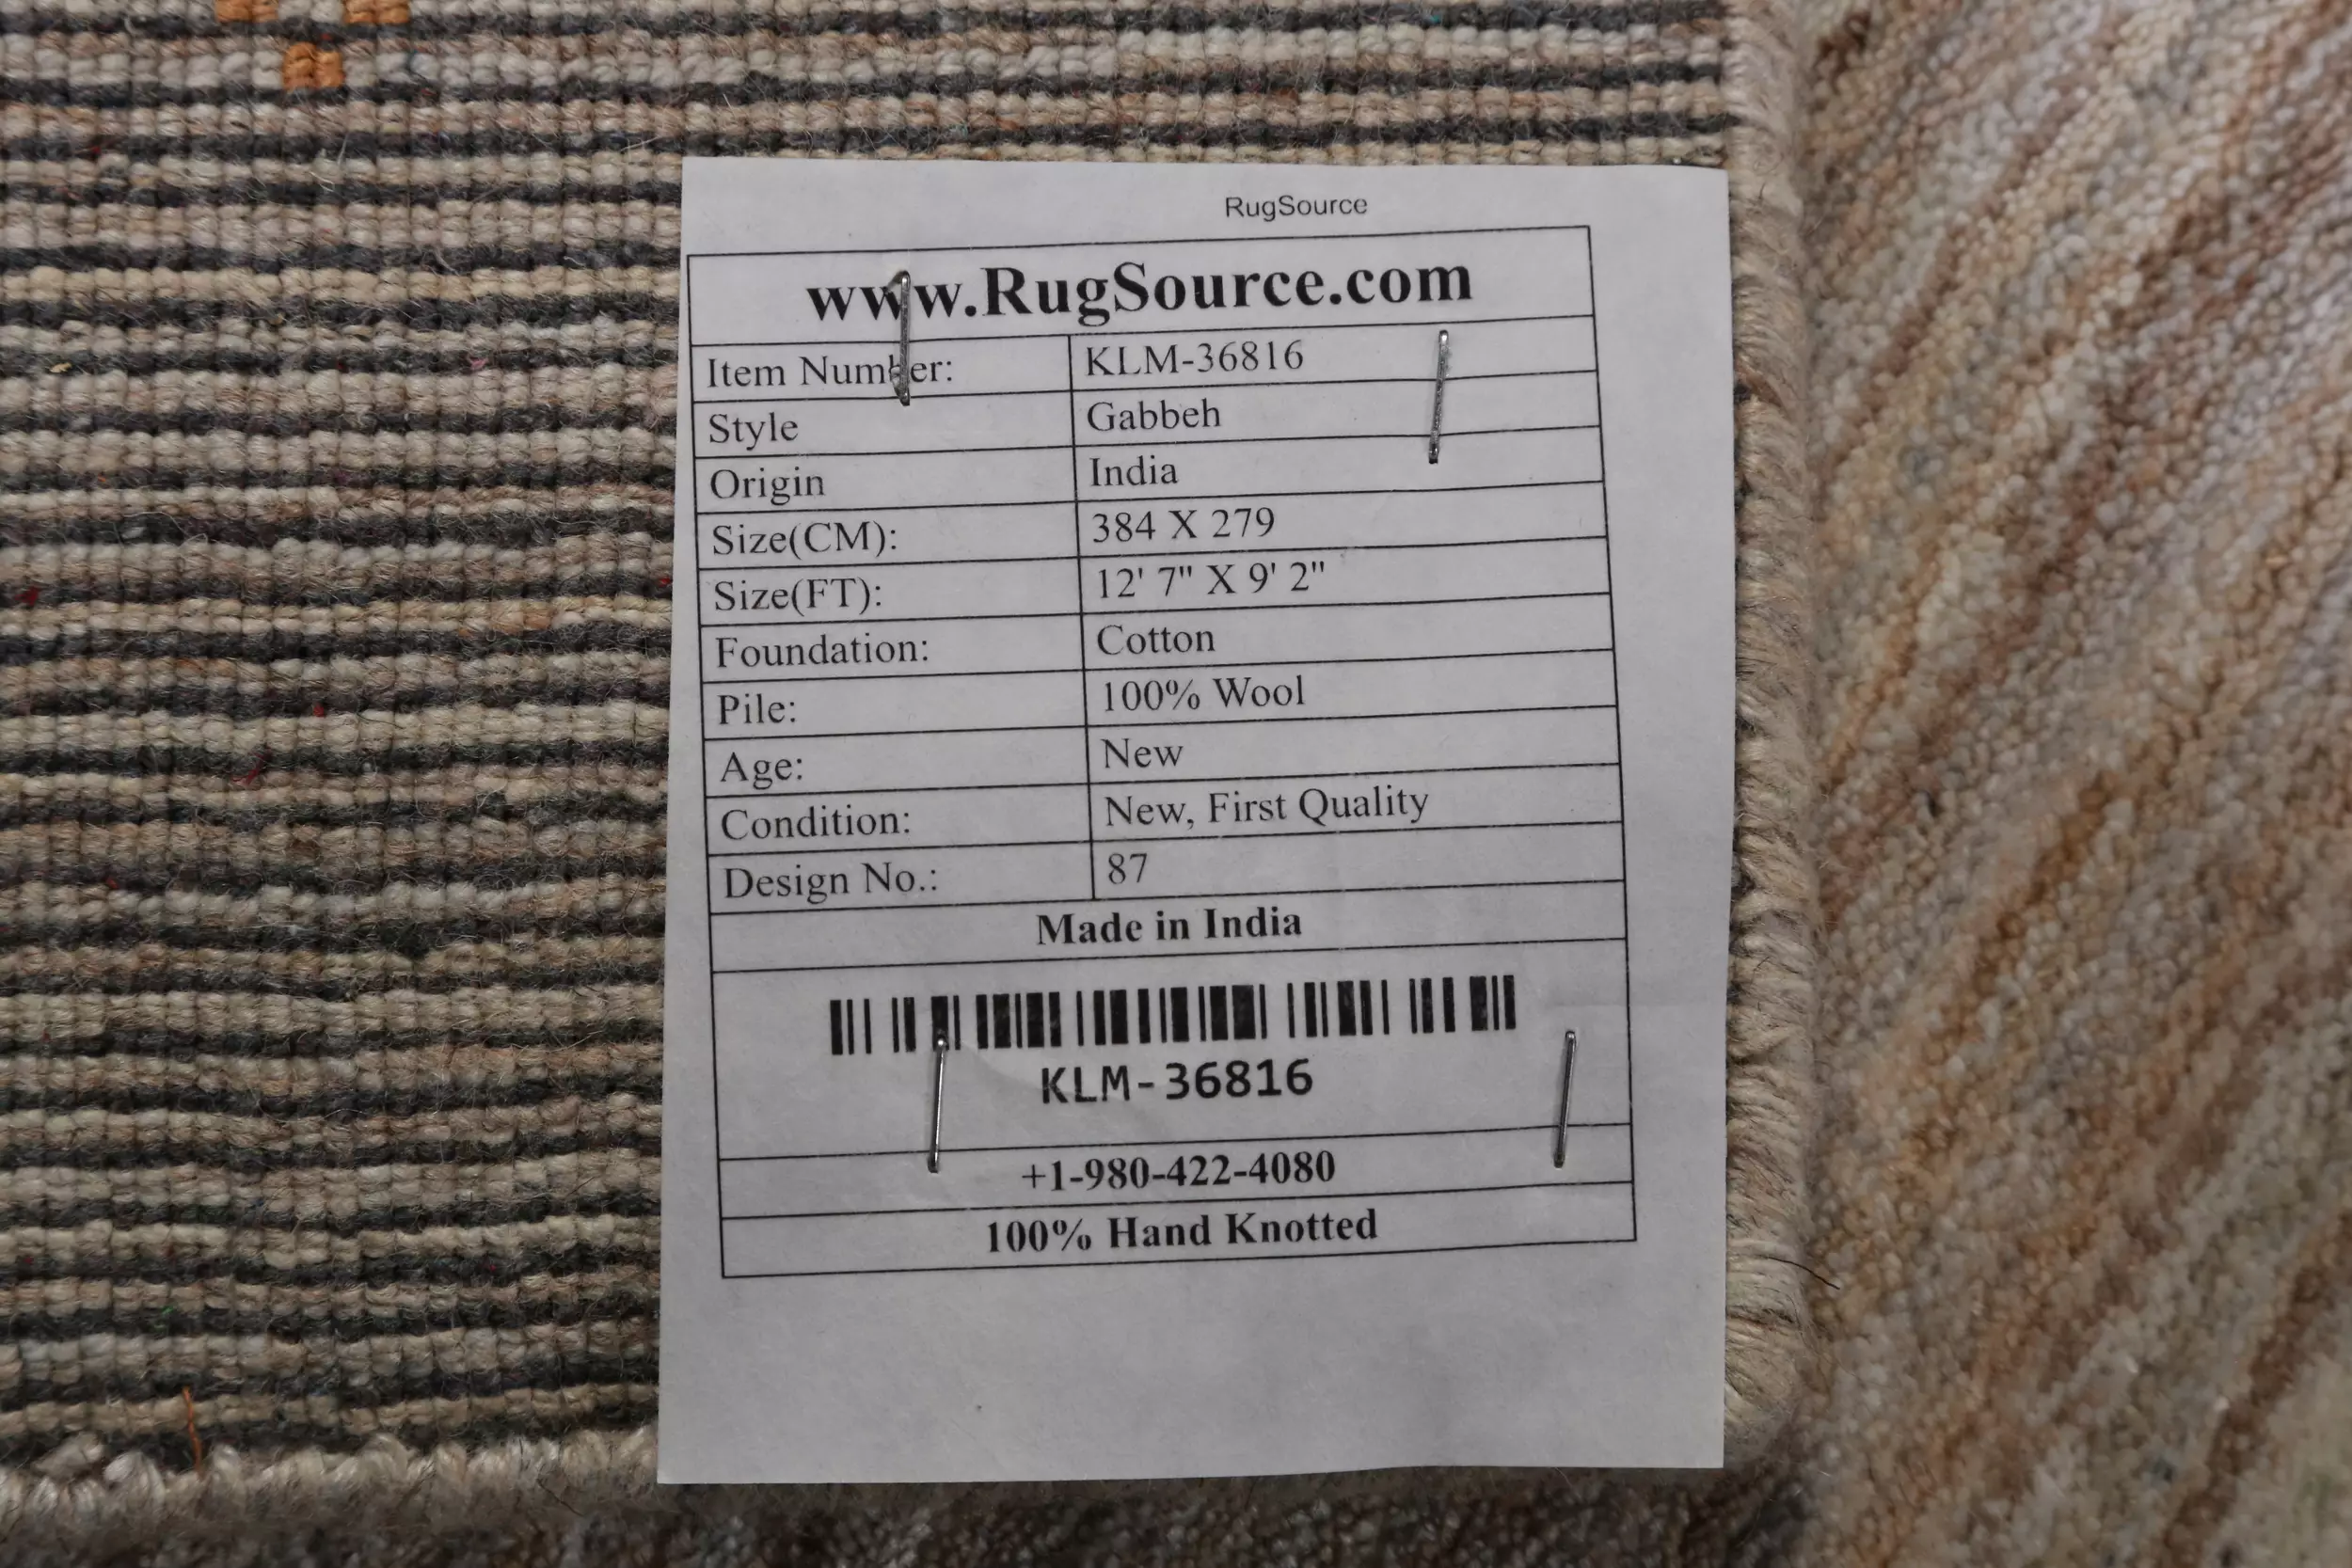 RugSource
www.RugSource.com
Item Number: KLM-36816
Style Gabbeh
Origin India
Size(CM): 384 X 279
Size(FT): 12' 7" X 9' 2"
Foundation: Cotton
Pile: 100% Wool
Age: New
Condition: New, First Quality
Design No.: 87
Made in India
KLM-36816
+1-980-422-4080
100% Hand Knotted